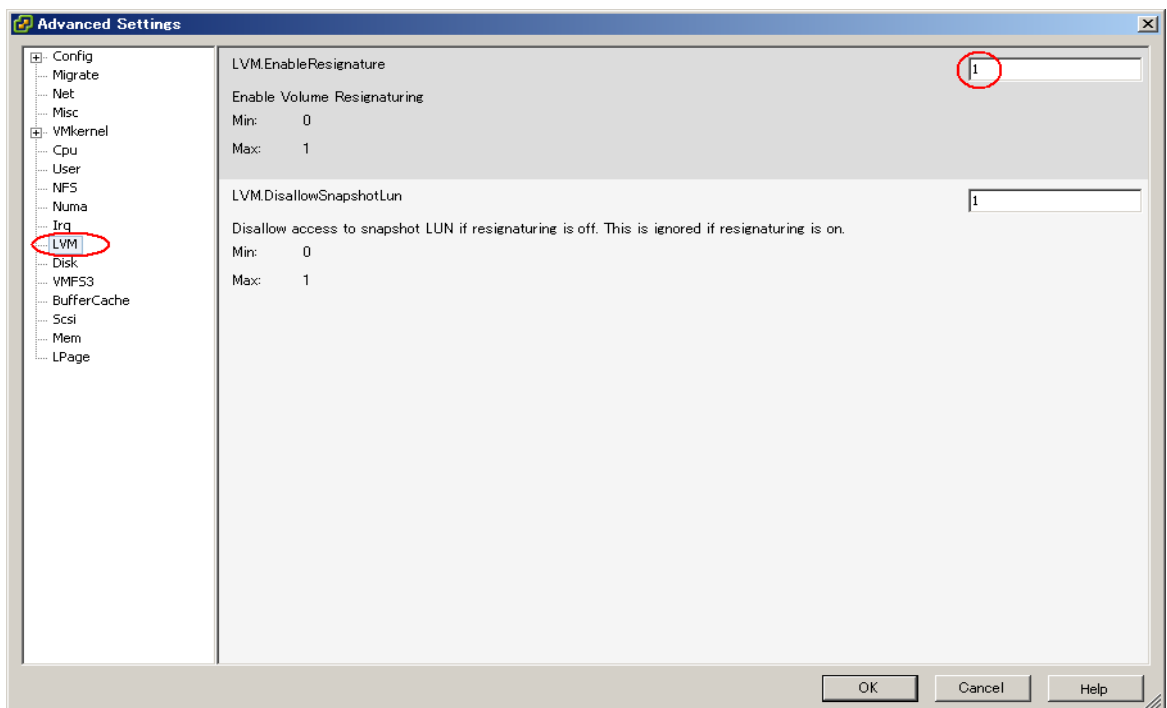 Advanced Settings
Config
Migrate
Net
Misc
VMkernel
Cpu
User
NFS
Numa
Irq
LVM
Disk
VMFS3
BufferCache
Scsi
Mem
LPage
LVM.EnableResignature
1
Enable Volume Resignaturing
Min: 0
Max: 1
LVM.DisallowSnapshotLun
1
Disallow access to snapshot LUN if resignaturing is off. This is ignored if resignaturing is on.
Min: 0
Max: 1
OK
Cancel
Help